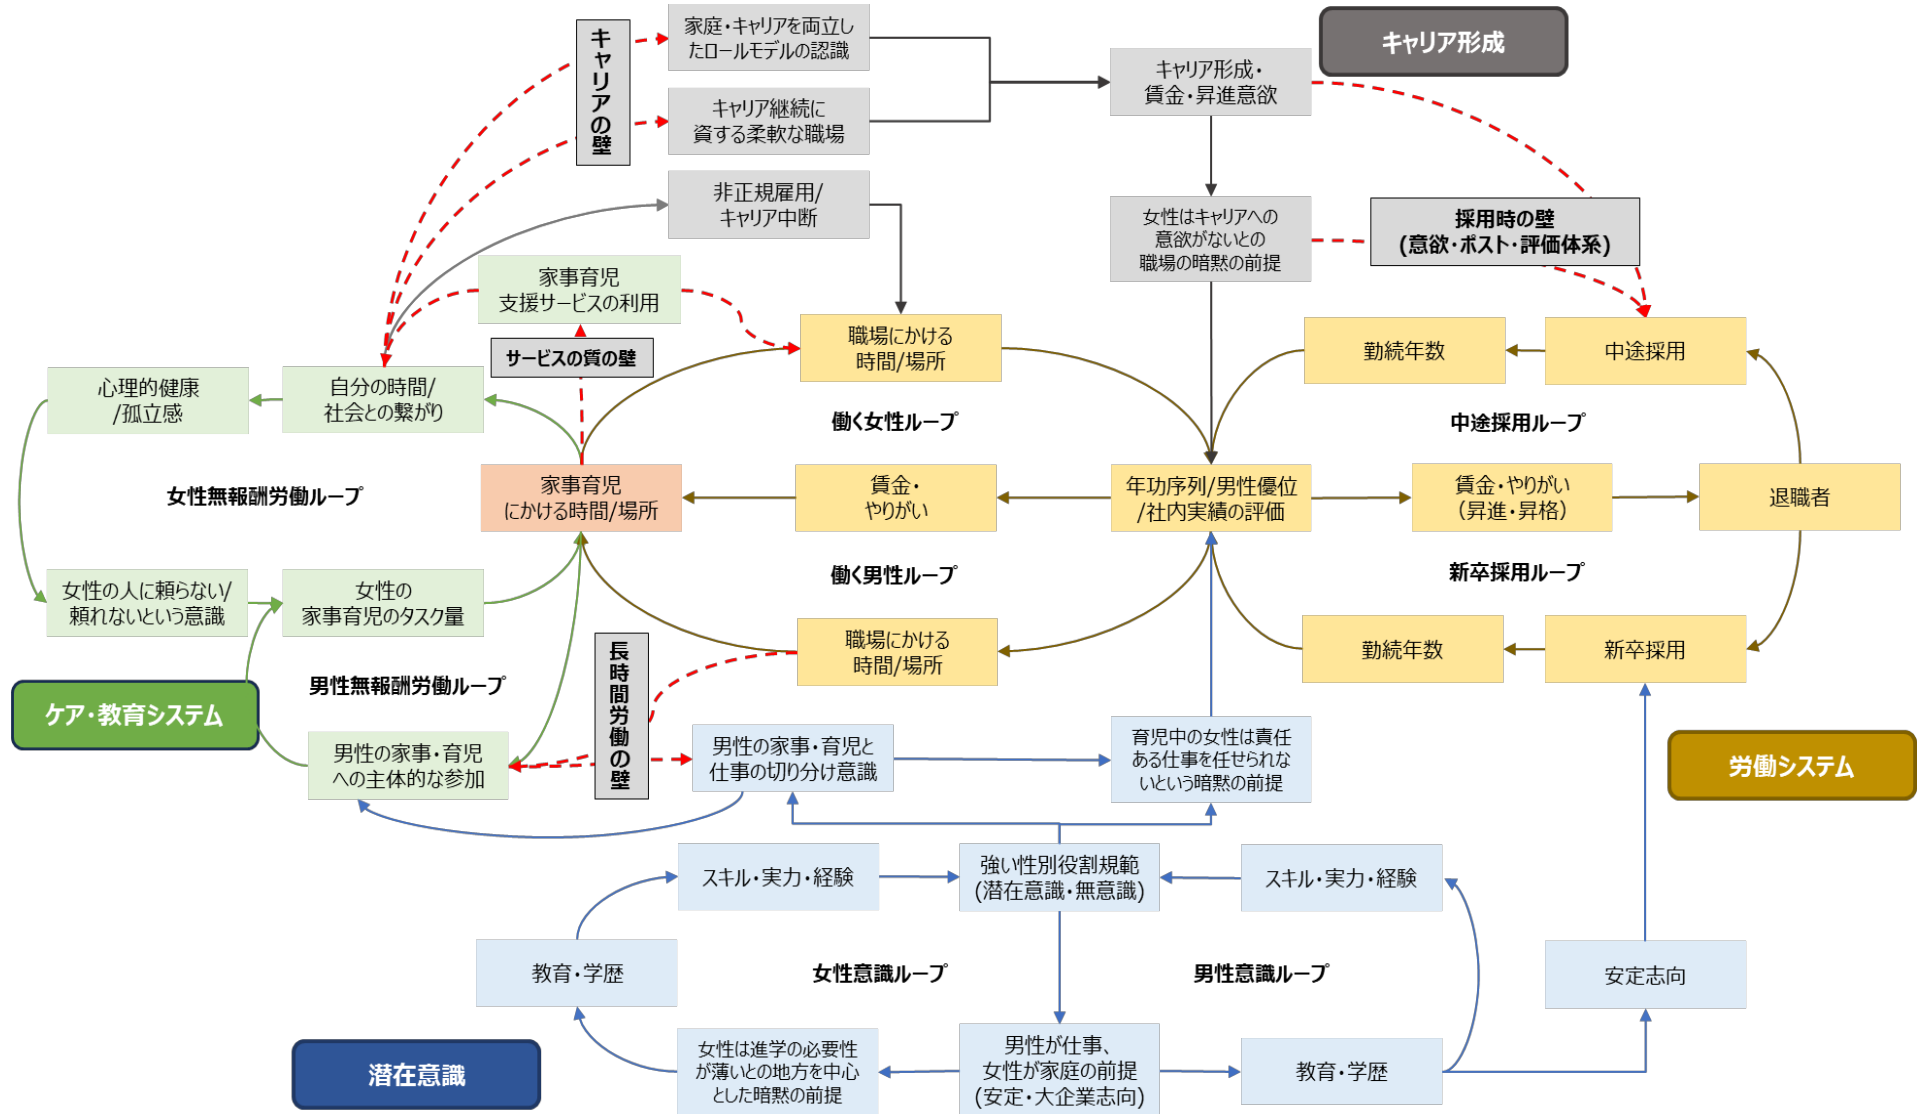 キャリアの壁
家庭・キャリアを両立し
たロールモデルの認識
キャリア形成
キャリア形成・
賃金・昇進意欲
キャリア継続に
資する柔軟な職場
非正規雇用/
キャリア中断
女性はキャリアへの
意欲がないとの
職場の暗黙の前提
採用時の壁
(意欲・ポスト・評価体系)
家事育児
支援サービスの利用
サービスの質の壁
職場にかける
時間/場所
勤続年数
中途採用
心理的健康
/孤立感
自分の時間/
社会との繋がり
働く女性ループ
中途採用ループ
女性無報酬労働ループ
家事育児
にかける時間/場所
賃金・
やりがい
年功序列/男性優位
/社内実績の評価
賃金・やりがい
（昇進・昇格）
退職者
働く男性ループ
新卒採用ループ
女性の人に頼らない/
頼れないという意識
女性の
家事育児のタスク量
職場にかける
時間/場所
勤続年数
新卒採用
長時間労働の壁
男性無報酬労働ループ
ケア・教育システム
男性の家事・育児
への主体的な参加
男性の家事・育児と
仕事の切り分け意識
育児中の女性は責任
ある仕事を任せられな
いという暗黙の前提
労働システム
スキル・実力・経験
強い性別役割規範
(潜在意識・無意識)
スキル・実力・経験
教育・学歴
女性意識ループ
男性意識ループ
安定志向
潜在意識
女性は進学の必要性
が薄いとの地方を中心
とした暗黙の前提
男性が仕事、
女性が家庭の前提
(安定・大企業志向)
教育・学歴